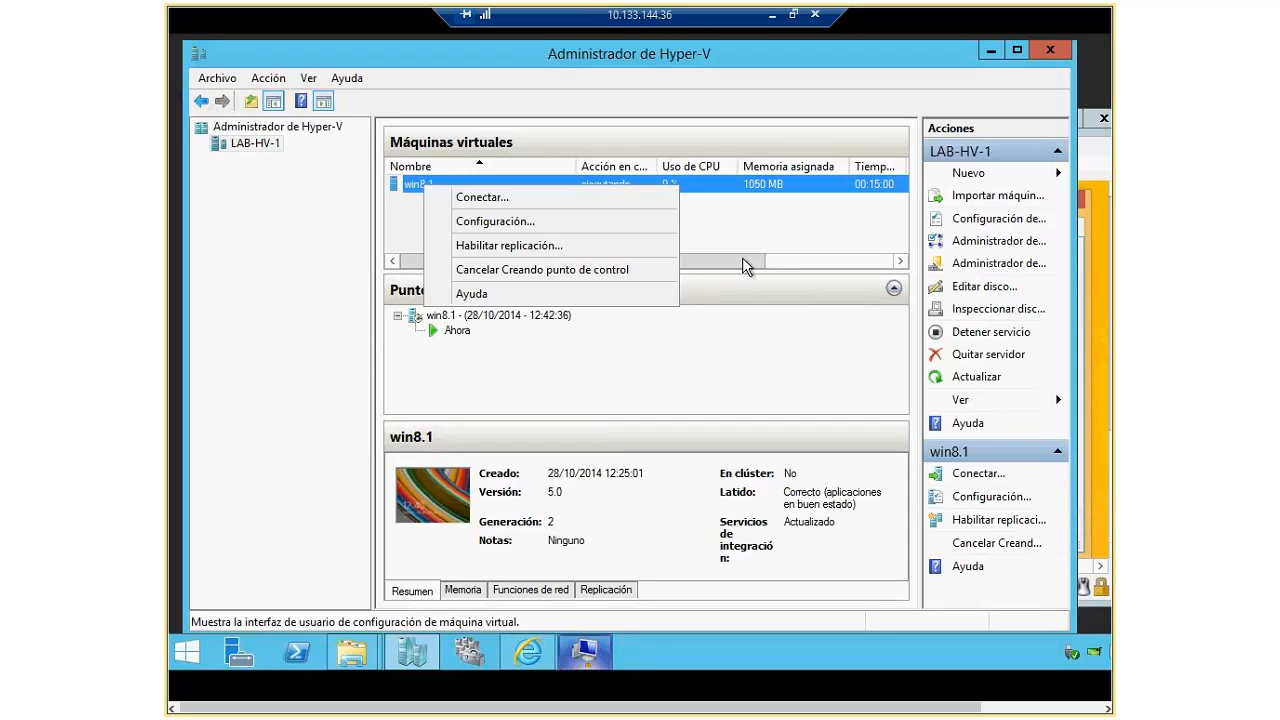 10.133.144.36
Administrador de Hyper-V
Archivo Acción Ver Ayuda
Administrador de Hyper-V
LAB-HV-1
Máquinas virtuales
Nombre Acción en c... Uso de CPU Memoria asignada Tiemp...
win8.1 ejecutando 0 % 1050 MB 00:15:00
Conectar...
Configuración...
Habilitar replicación...
Cancelar Creando punto de control
Ayuda
Punto
win8.1 - (28/10/2014 - 12:42:36)
Ahora
win8.1
Creado: 28/10/2014 12:25:01
Versión: 5.0
Generación: 2
Notas: Ninguno
En clúster: No
Latido: Correcto (aplicaciones
en buen estado)
Servicios Actualizado
de
integració
n:
Resumen Memoria Funciones de red Replicación
Acciones
LAB-HV-1
Nuevo
Importar máquin...
Configuración de...
Administrador de...
Administrador de...
Editar disco...
Inspeccionar disc...
Detener servicio
Quitar servidor
Actualizar
Ver
Ayuda
win8.1
Conectar...
Configuración...
Habilitar replicaci...
Cancelar Creand...
Ayuda
Muestra la interfaz de usuario de configuración de máquina virtual.